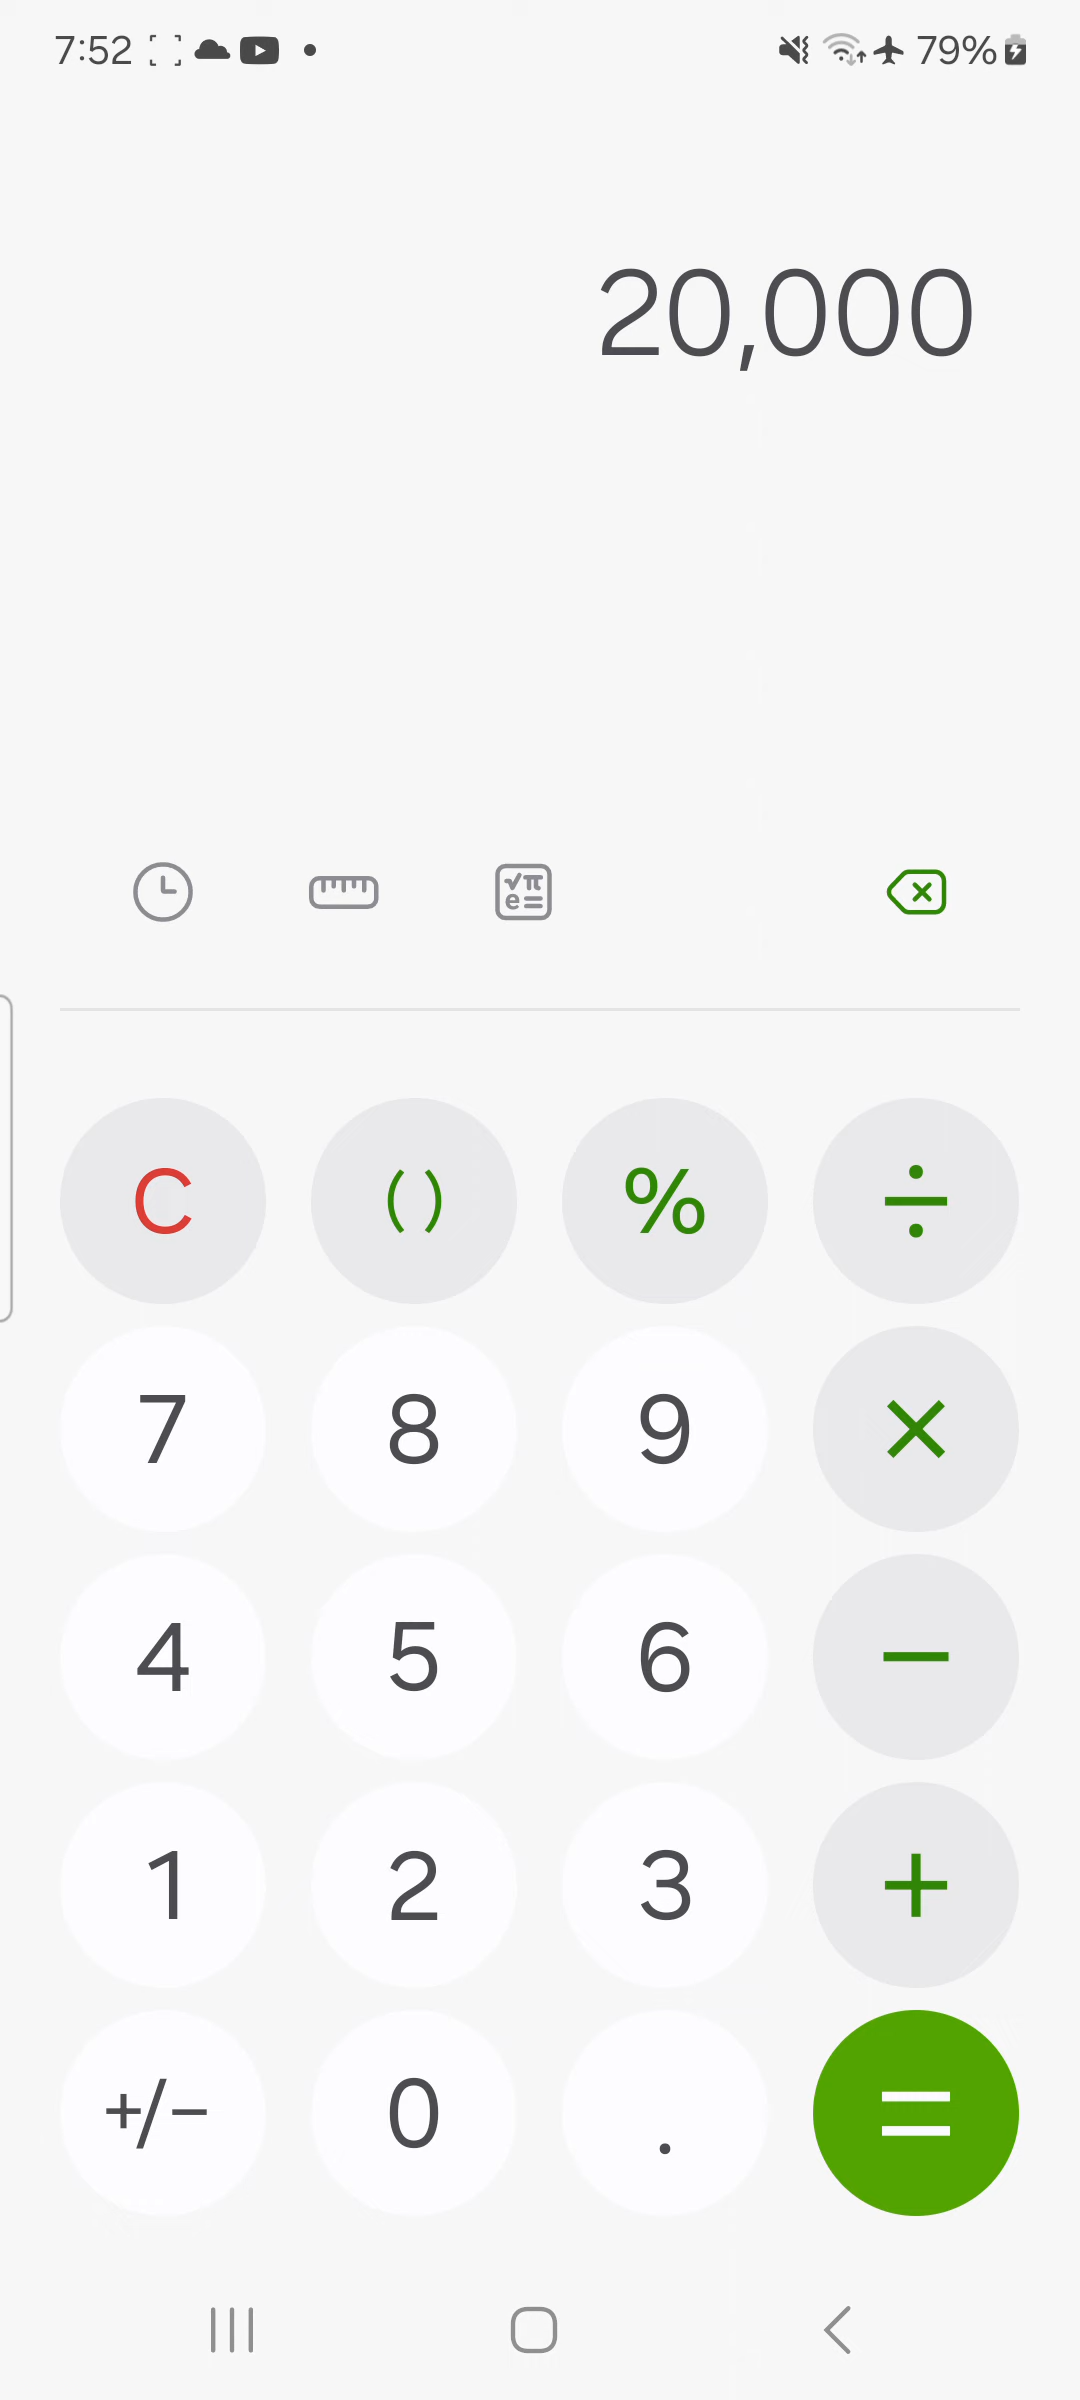 7:52 79%
20,000
C ( ) % ÷
7 8 9 ×
4 5 6 −
1 2 3 +
+/− 0 . =